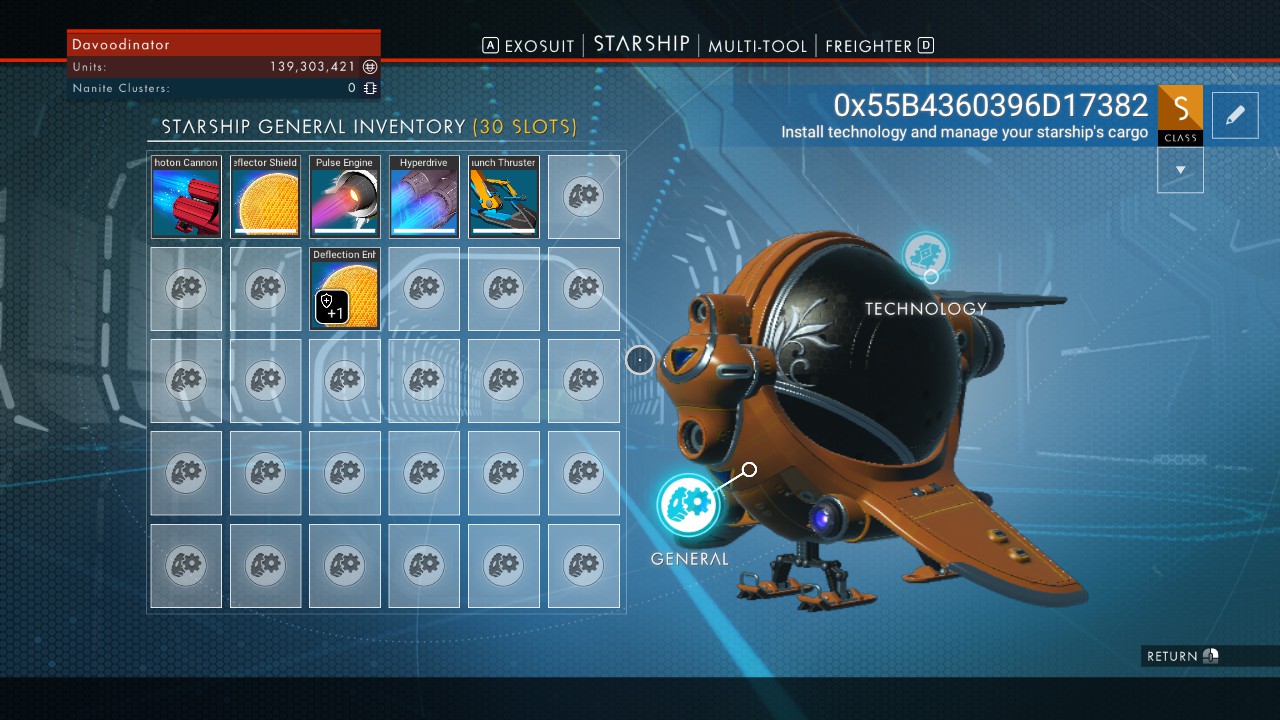 Davoodinator
Units: 139,303,421
Nanite Clusters: 0
A EXOSUIT STARSHIP MULTI-TOOL FREIGHTER D
0x55B4360396D17382
Install technology and manage your starship's cargo
S
CLASS
STARSHIP GENERAL INVENTORY (30 SLOTS)
hoton Cannon eflector Shield Pulse Engine Hyperdrive unch Thruster
Deflection Enh
+1
TECHNOLOGY
GENERAL
RETURN